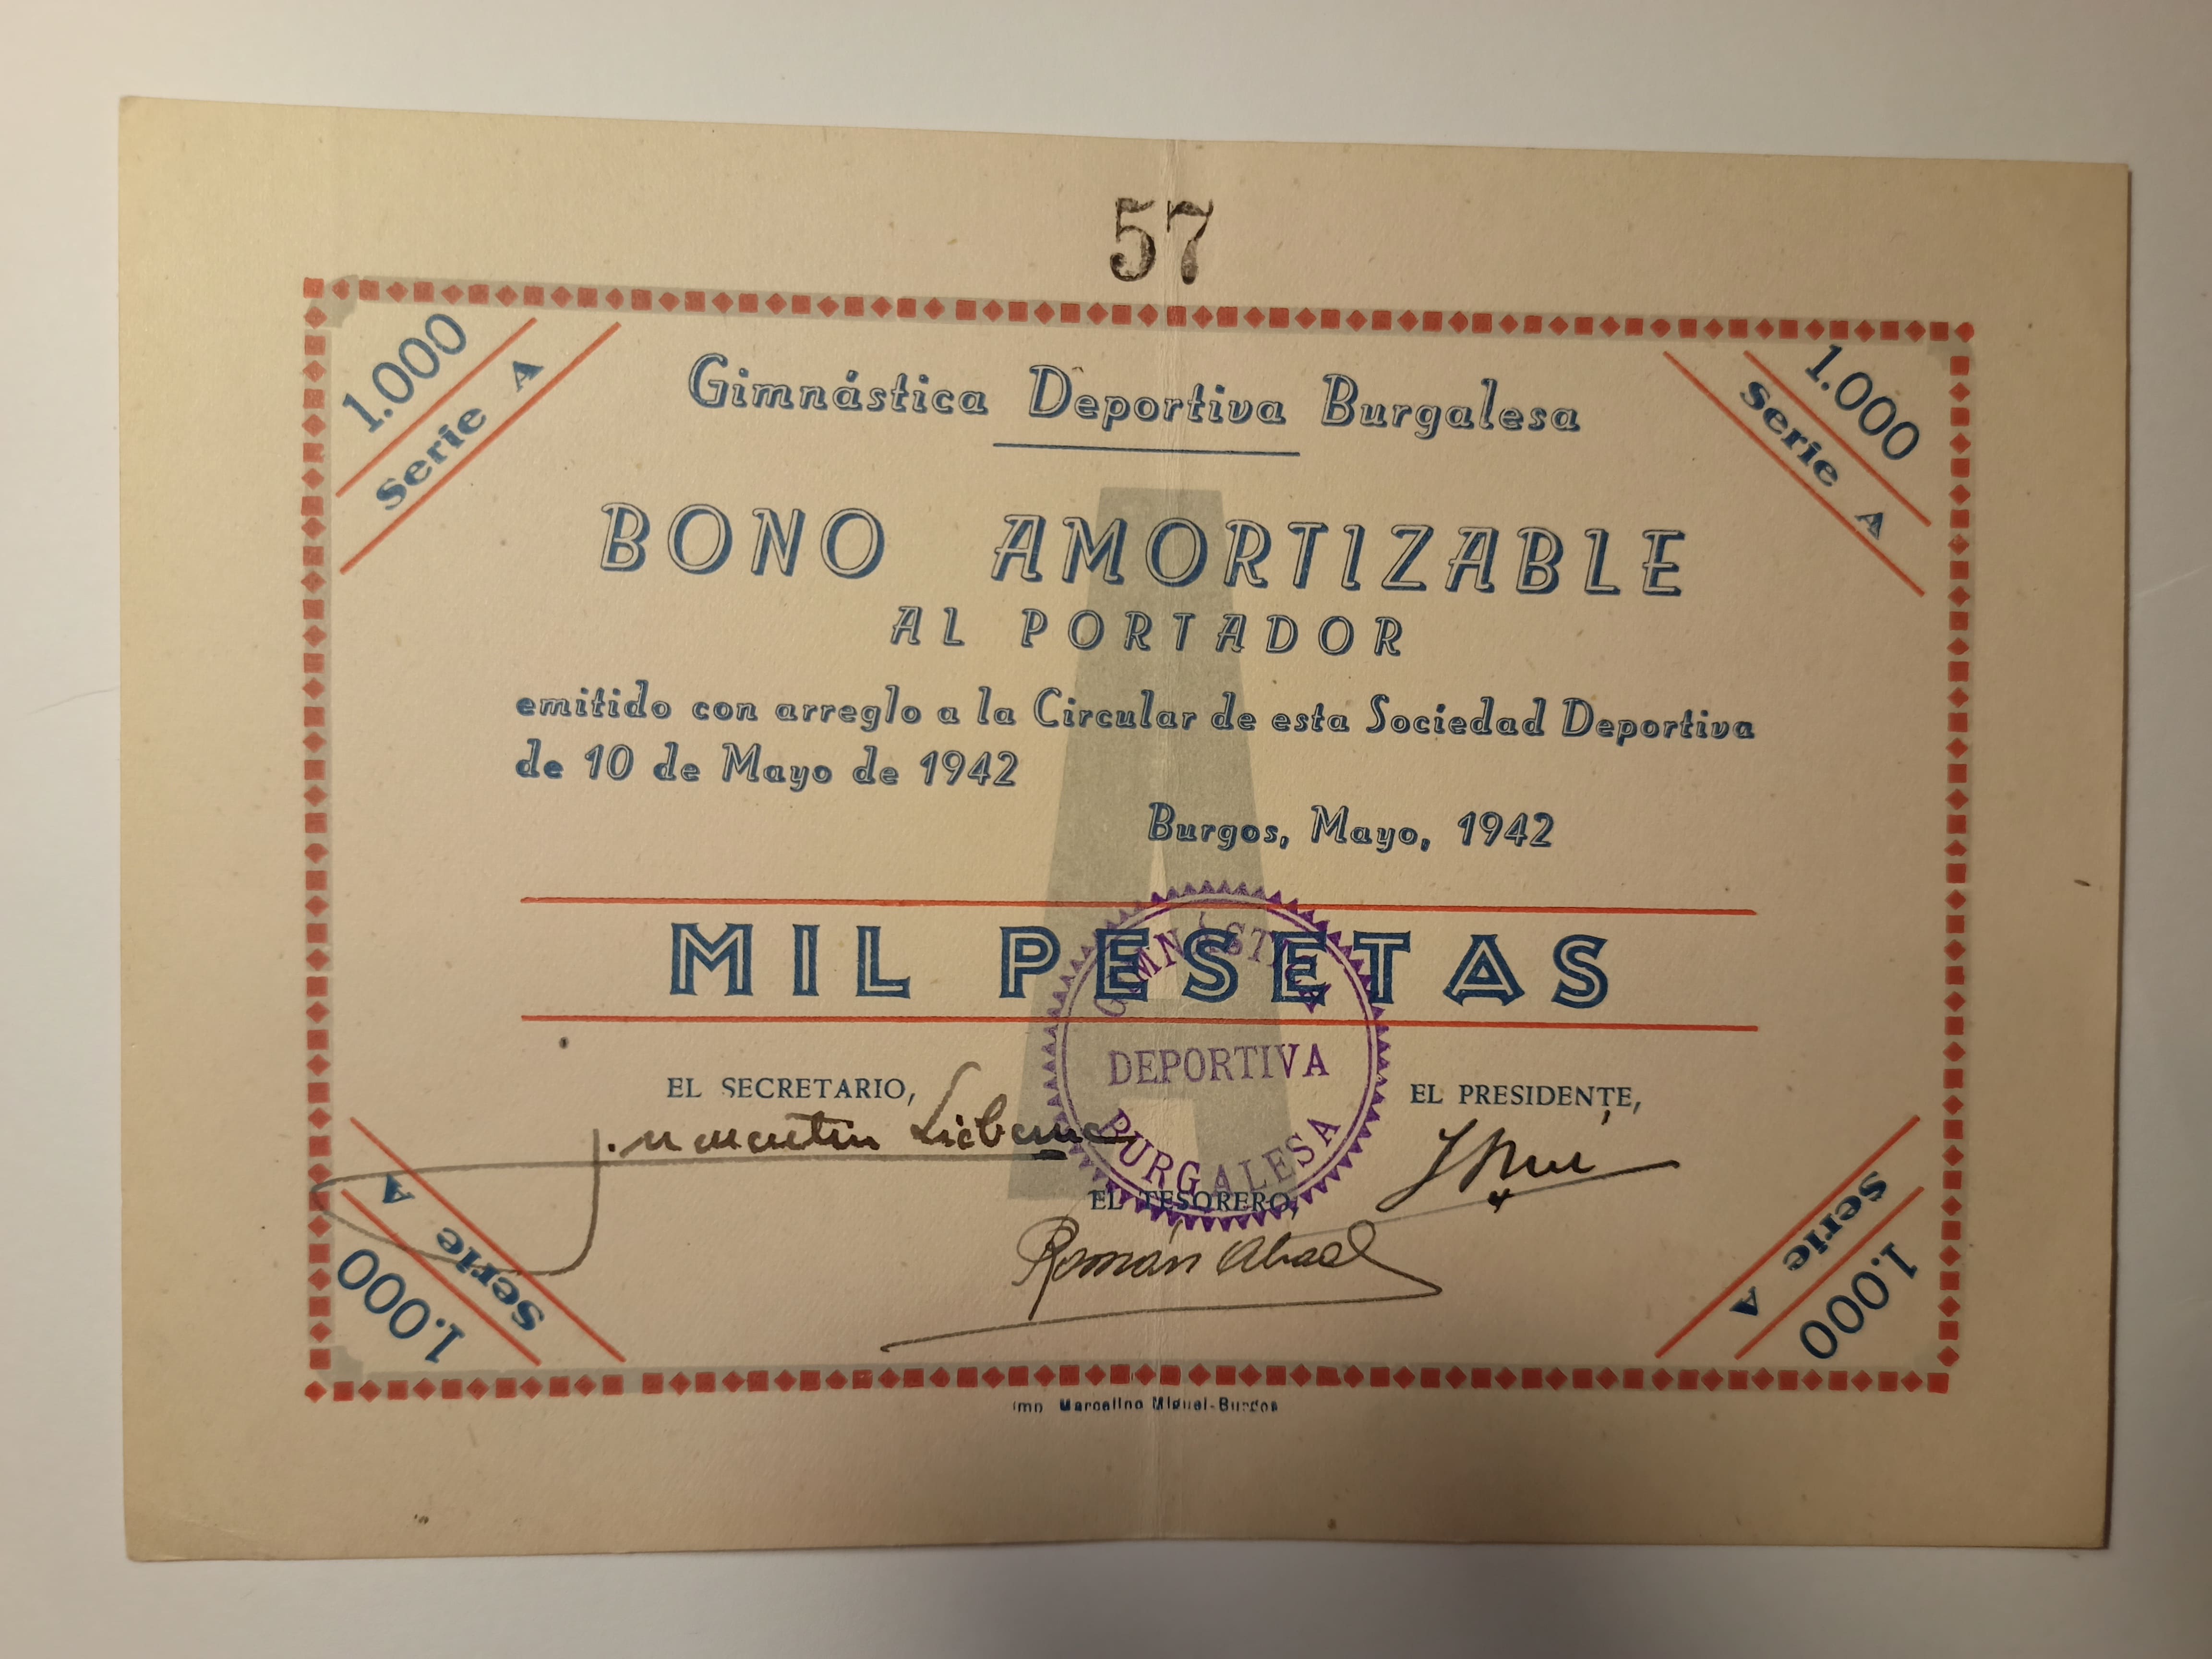 57
1.000
Serie A
1.000
Serie A
Gimnástica Deportiva Burgalesa
BONO AMORTIZABLE
AL PORTADOR
emitido con arreglo a la Circular de esta Sociedad Deportiva
de 10 de Mayo de 1942
Burgos, Mayo, 1942
MIL PESETAS
GIMNÁSTICA
DEPORTIVA
BURGALESA
EL SECRETARIO,
EL PRESIDENTE,
EL TESORERO,
Román Abad
Serie A
1.000
Serie A
1.000
Imp. Marcelino Miguel-Burgos